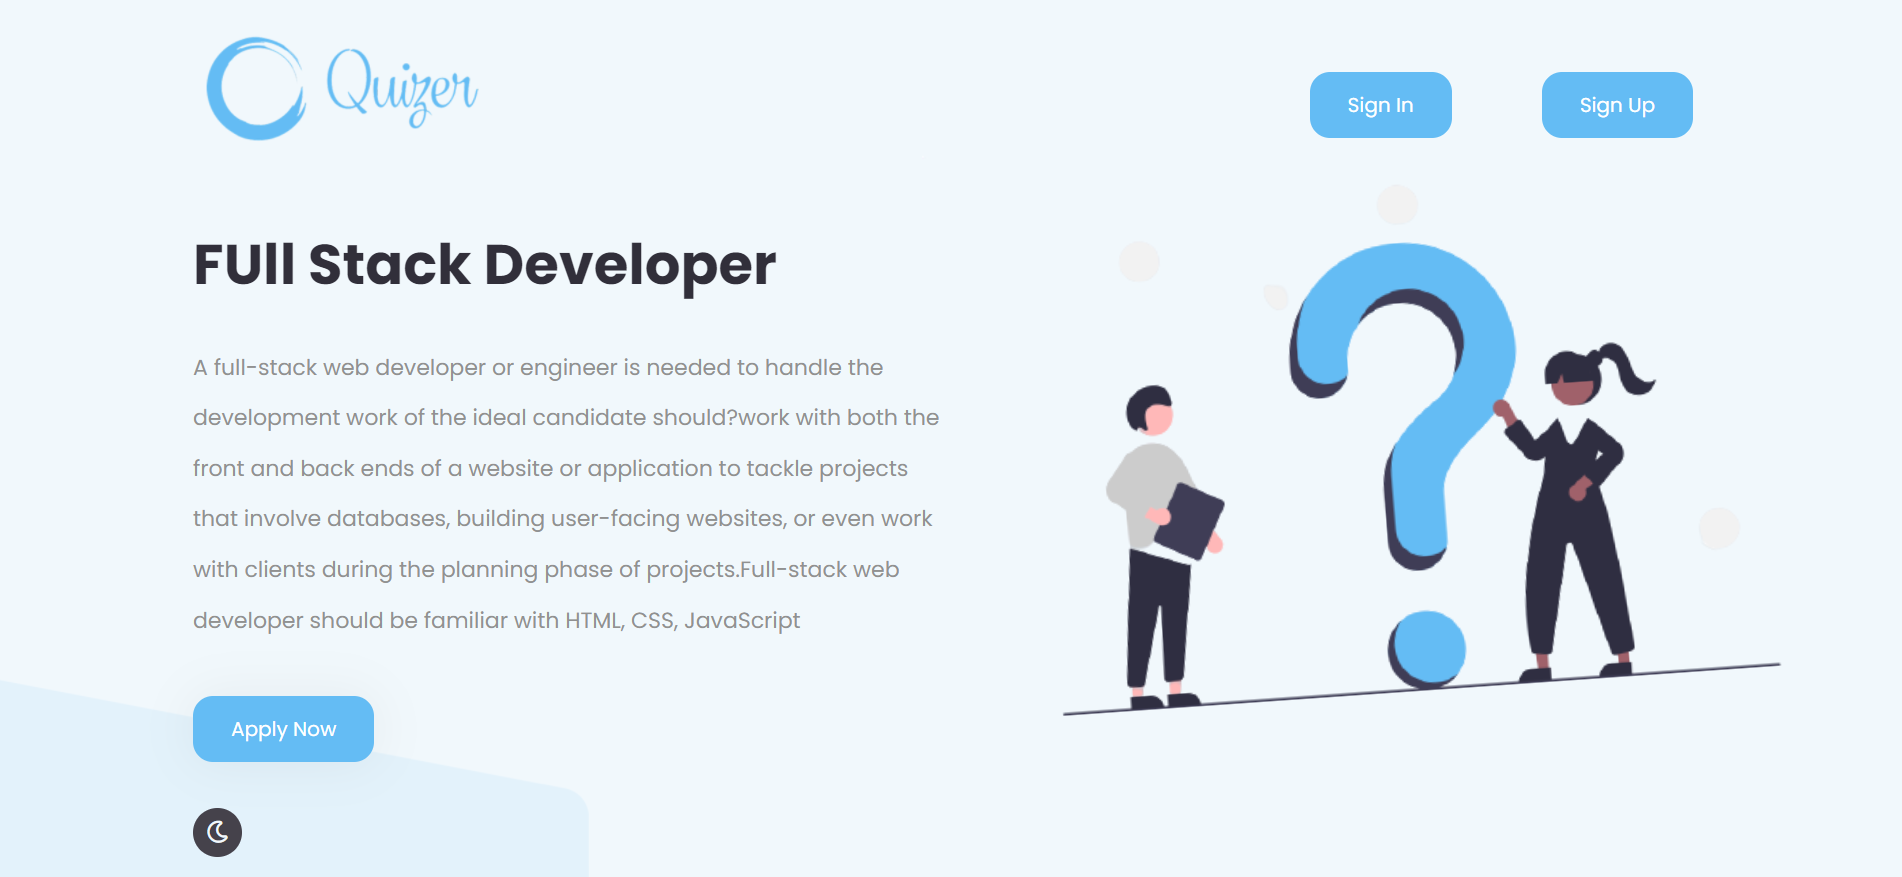 Quizer
Sign In
Sign Up
FUll Stack Developer
A full-stack web developer or engineer is needed to handle the
development work of the ideal candidate should?work with both the
front and back ends of a website or application to tackle projects
that involve databases, building user-facing websites, or even work
with clients during the planning phase of projects.Full-stack web
developer should be familiar with HTML, CSS, JavaScript
Apply Now